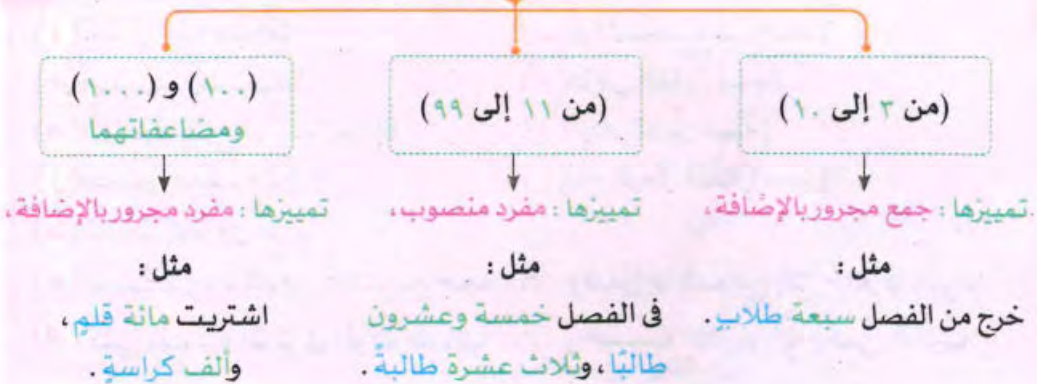 (من ٣ إلى ١٠)
تمييزها : جمع مجرور بالإضافة،
مثل :
خرج من الفصل سبعة طلابٍ .
(من ١١ إلى ٩٩)
تمييزها : مفرد منصوب،
مثل :
فى الفصل خمسة وعشرون
طالبًا ، وثلاث عشرة طالبةً .
(١٠٠) و (١٠٠٠)
ومضاعفاتهما
تمييزها : مفرد مجرور بالإضافة،
مثل :
اشتريت مائة قلمٍ ،
وألف كراسةٍ .